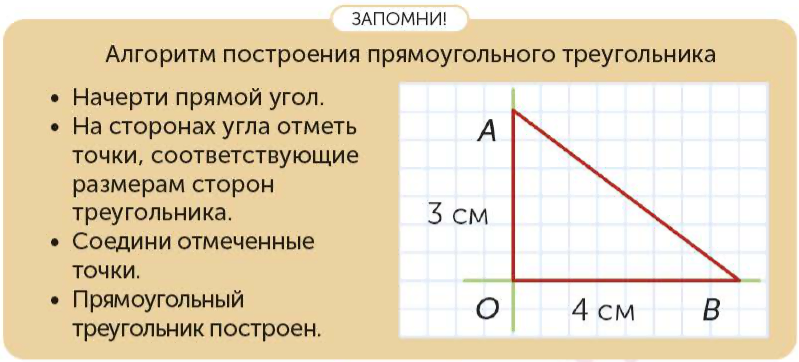 ЗАПОМНИ!
Алгоритм построения прямоугольного треугольника
• Начерти прямой угол.
• На сторонах угла отметь
точки, соответствующие
размерам сторон
треугольника.
• Соедини отмеченные
точки.
• Прямоугольный
треугольник построен.
A
3 см
O
4 см
B